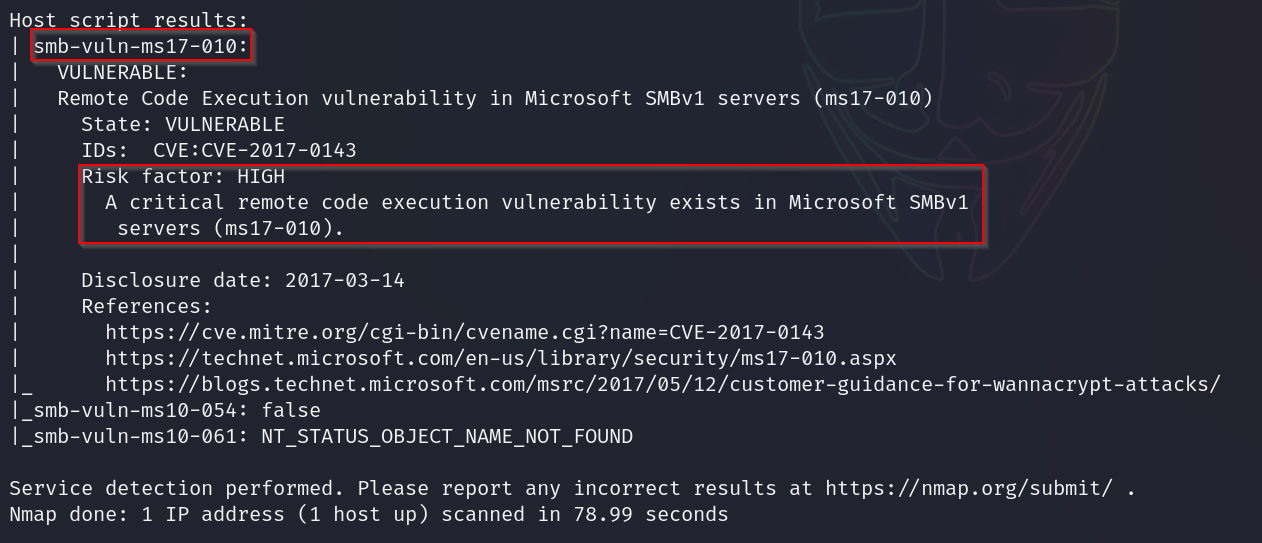 Host script results:
| smb-vuln-ms17-010:
|   VULNERABLE:
|   Remote Code Execution vulnerability in Microsoft SMBv1 servers (ms17-010)
|     State: VULNERABLE
|     IDs:  CVE:CVE-2017-0143
|     Risk factor: HIGH
|       A critical remote code execution vulnerability exists in Microsoft SMBv1
|        servers (ms17-010).
|
|     Disclosure date: 2017-03-14
|     References:
|       https://cve.mitre.org/cgi-bin/cvename.cgi?name=CVE-2017-0143
|       https://technet.microsoft.com/en-us/library/security/ms17-010.aspx
|_      https://blogs.technet.microsoft.com/msrc/2017/05/12/customer-guidance-for-wannacrypt-attacks/
|_smb-vuln-ms10-054: false
|_smb-vuln-ms10-061: NT_STATUS_OBJECT_NAME_NOT_FOUND

Service detection performed. Please report any incorrect results at https://nmap.org/submit/ .
Nmap done: 1 IP address (1 host up) scanned in 78.99 seconds